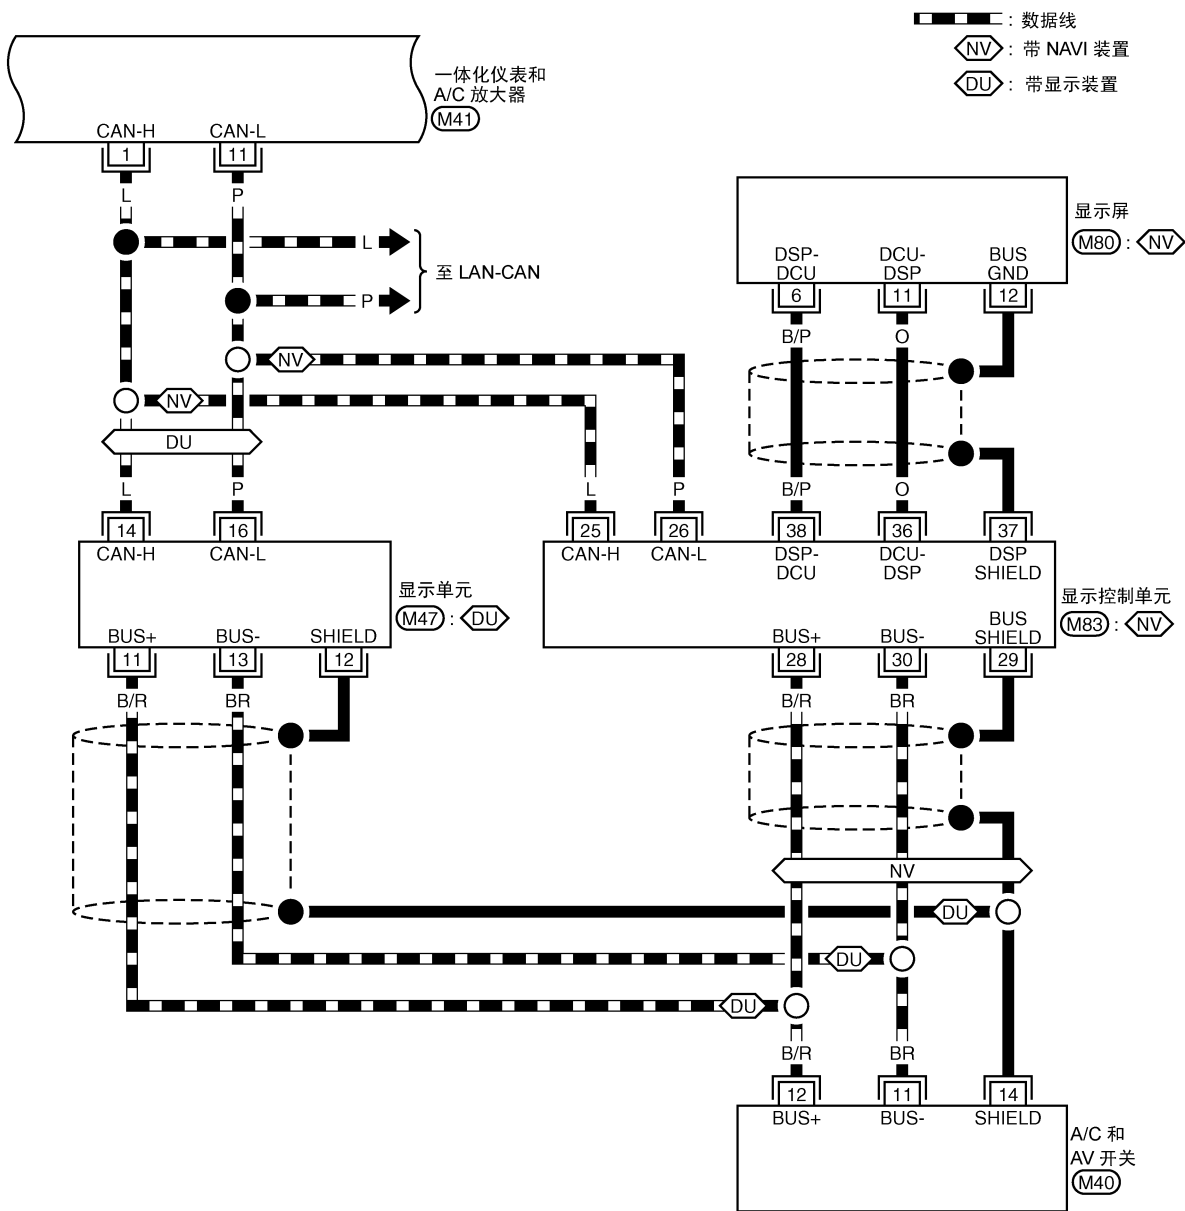 : 数据线
NV : 带 NAVI 装置
DU : 带显示装置
一体化仪表和
A/C 放大器
M41
CAN-H CAN-L
1 11
L P
L
至 LAN-CAN
P
NV
NV
DU
L P
14 16
CAN-H CAN-L
显示单元
M47 : DU
BUS+ BUS- SHIELD
11 13 12
B/R BR
显示屏
M80 : NV
DSP-
DCU
DCU-
DSP
BUS
GND
6 11 12
B/P O
L P B/P O
25 26 38 36 37
CAN-H CAN-L
DSP-
DCU
DCU-
DSP
DSP
SHIELD
显示控制单元
M83 : NV
BUS+ BUS-
BUS
SHIELD
28 30 29
B/R BR
NV
DU
DU
DU
B/R BR
12 11 14
BUS+ BUS- SHIELD
A/C 和
AV 开关
M40